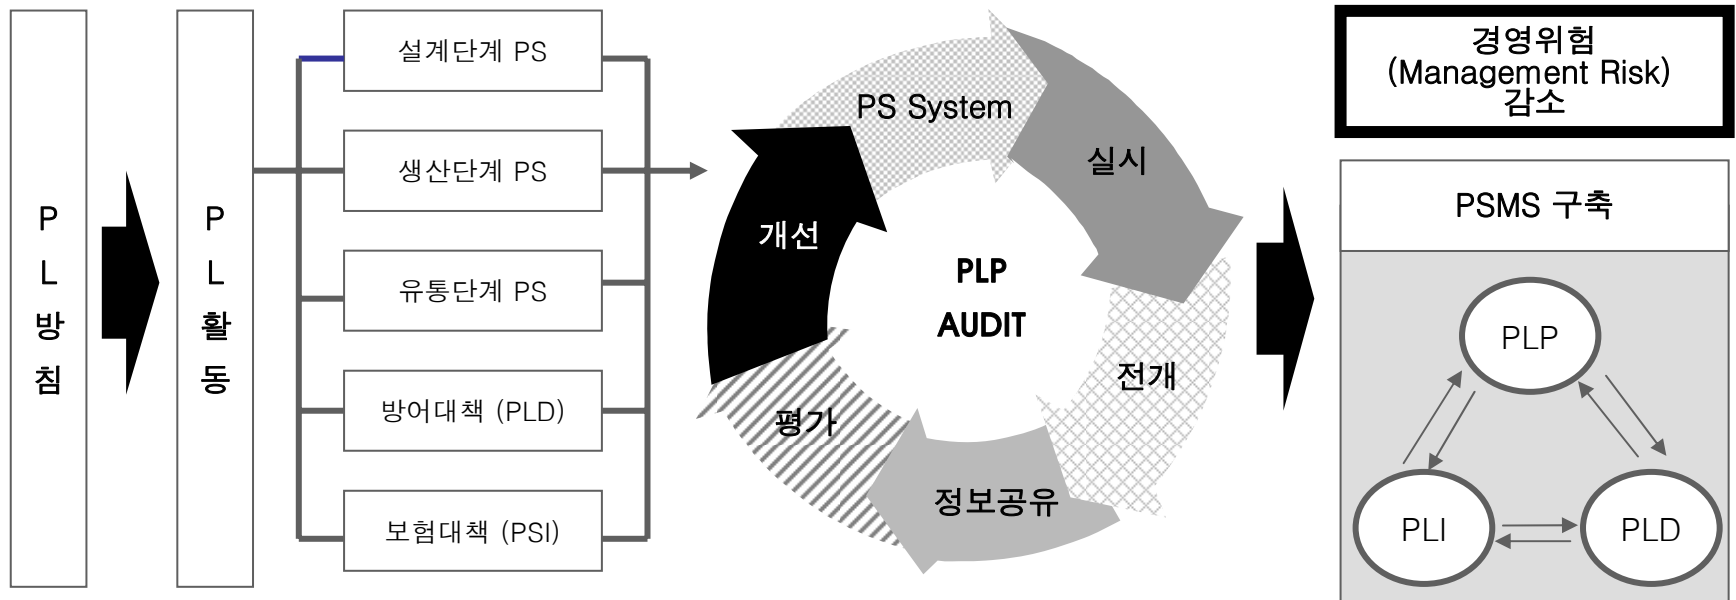 P
L
방
침
P
L
활
동
설계단계 PS
생산단계 PS
유통단계 PS
방어대책 (PLD)
보험대책 (PSI)
PS System
실시
전개
정보공유
평가
개선
PLP
AUDIT
경영위험
(Management Risk)
감소
PSMS 구축
PLP
PLI
PLD